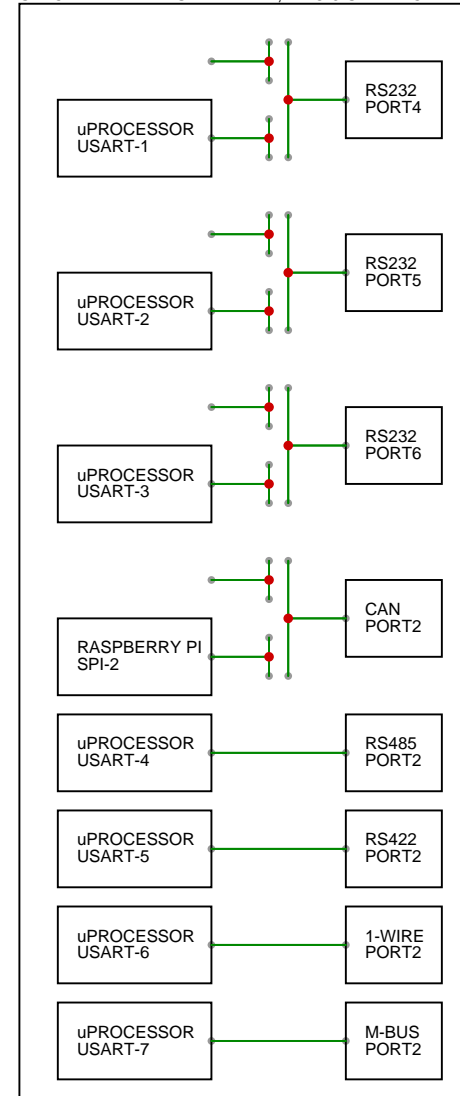 uPROCESSOR
USART-1
RS232
PORT4
uPROCESSOR
USART-2
RS232
PORT5
uPROCESSOR
USART-3
RS232
PORT6
RASPBERRY PI
SPI-2
CAN
PORT2
uPROCESSOR
USART-4
RS485
PORT2
uPROCESSOR
USART-5
RS422
PORT2
uPROCESSOR
USART-6
1-WIRE
PORT2
uPROCESSOR
USART-7
M-BUS
PORT2